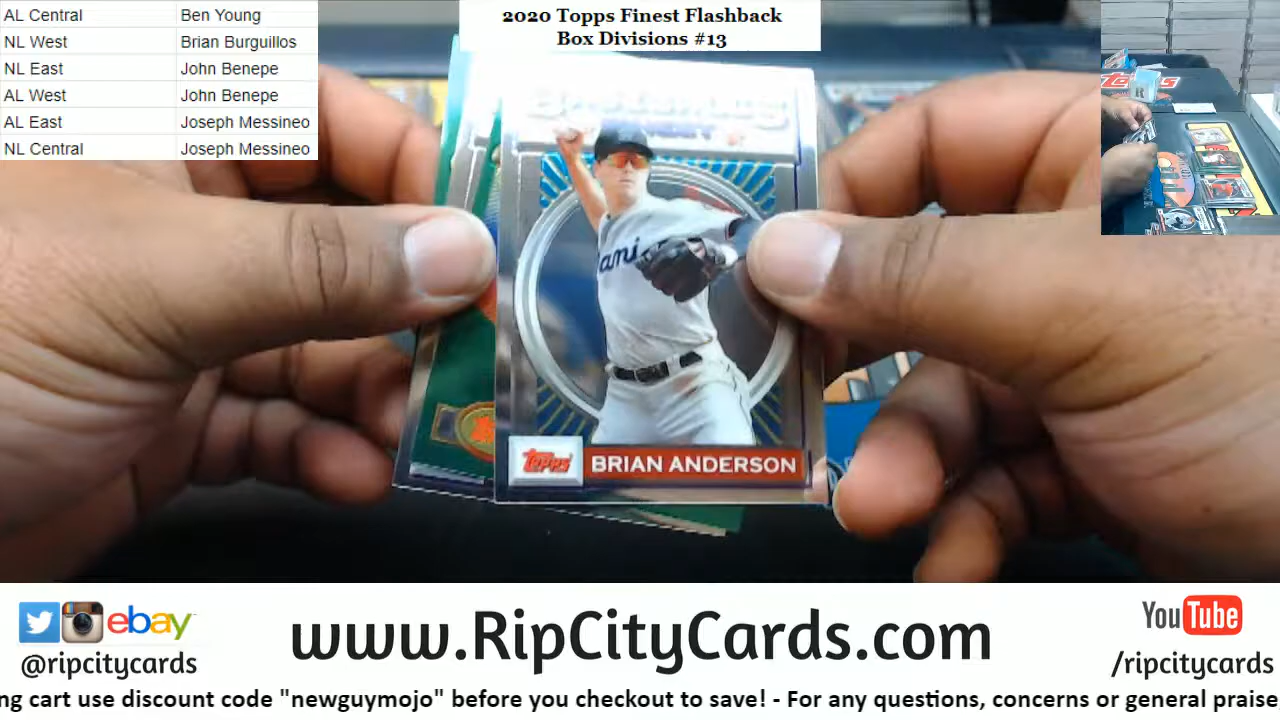 AL Central Ben Young
NL West Brian Burguillos
NL East John Benepe
AL West John Benepe
AL East Joseph Messineo
NL Central Joseph Messineo
2020 Topps Finest Flashback
Box Divisions #13
ami
Topps
BRIAN ANDERSON
ebay
@ripcitycards
www.RipCityCards.com
YouTube
/ripcitycards
ng cart use discount code "newguymojo" before you checkout to save! - For any questions, concerns or general praise,